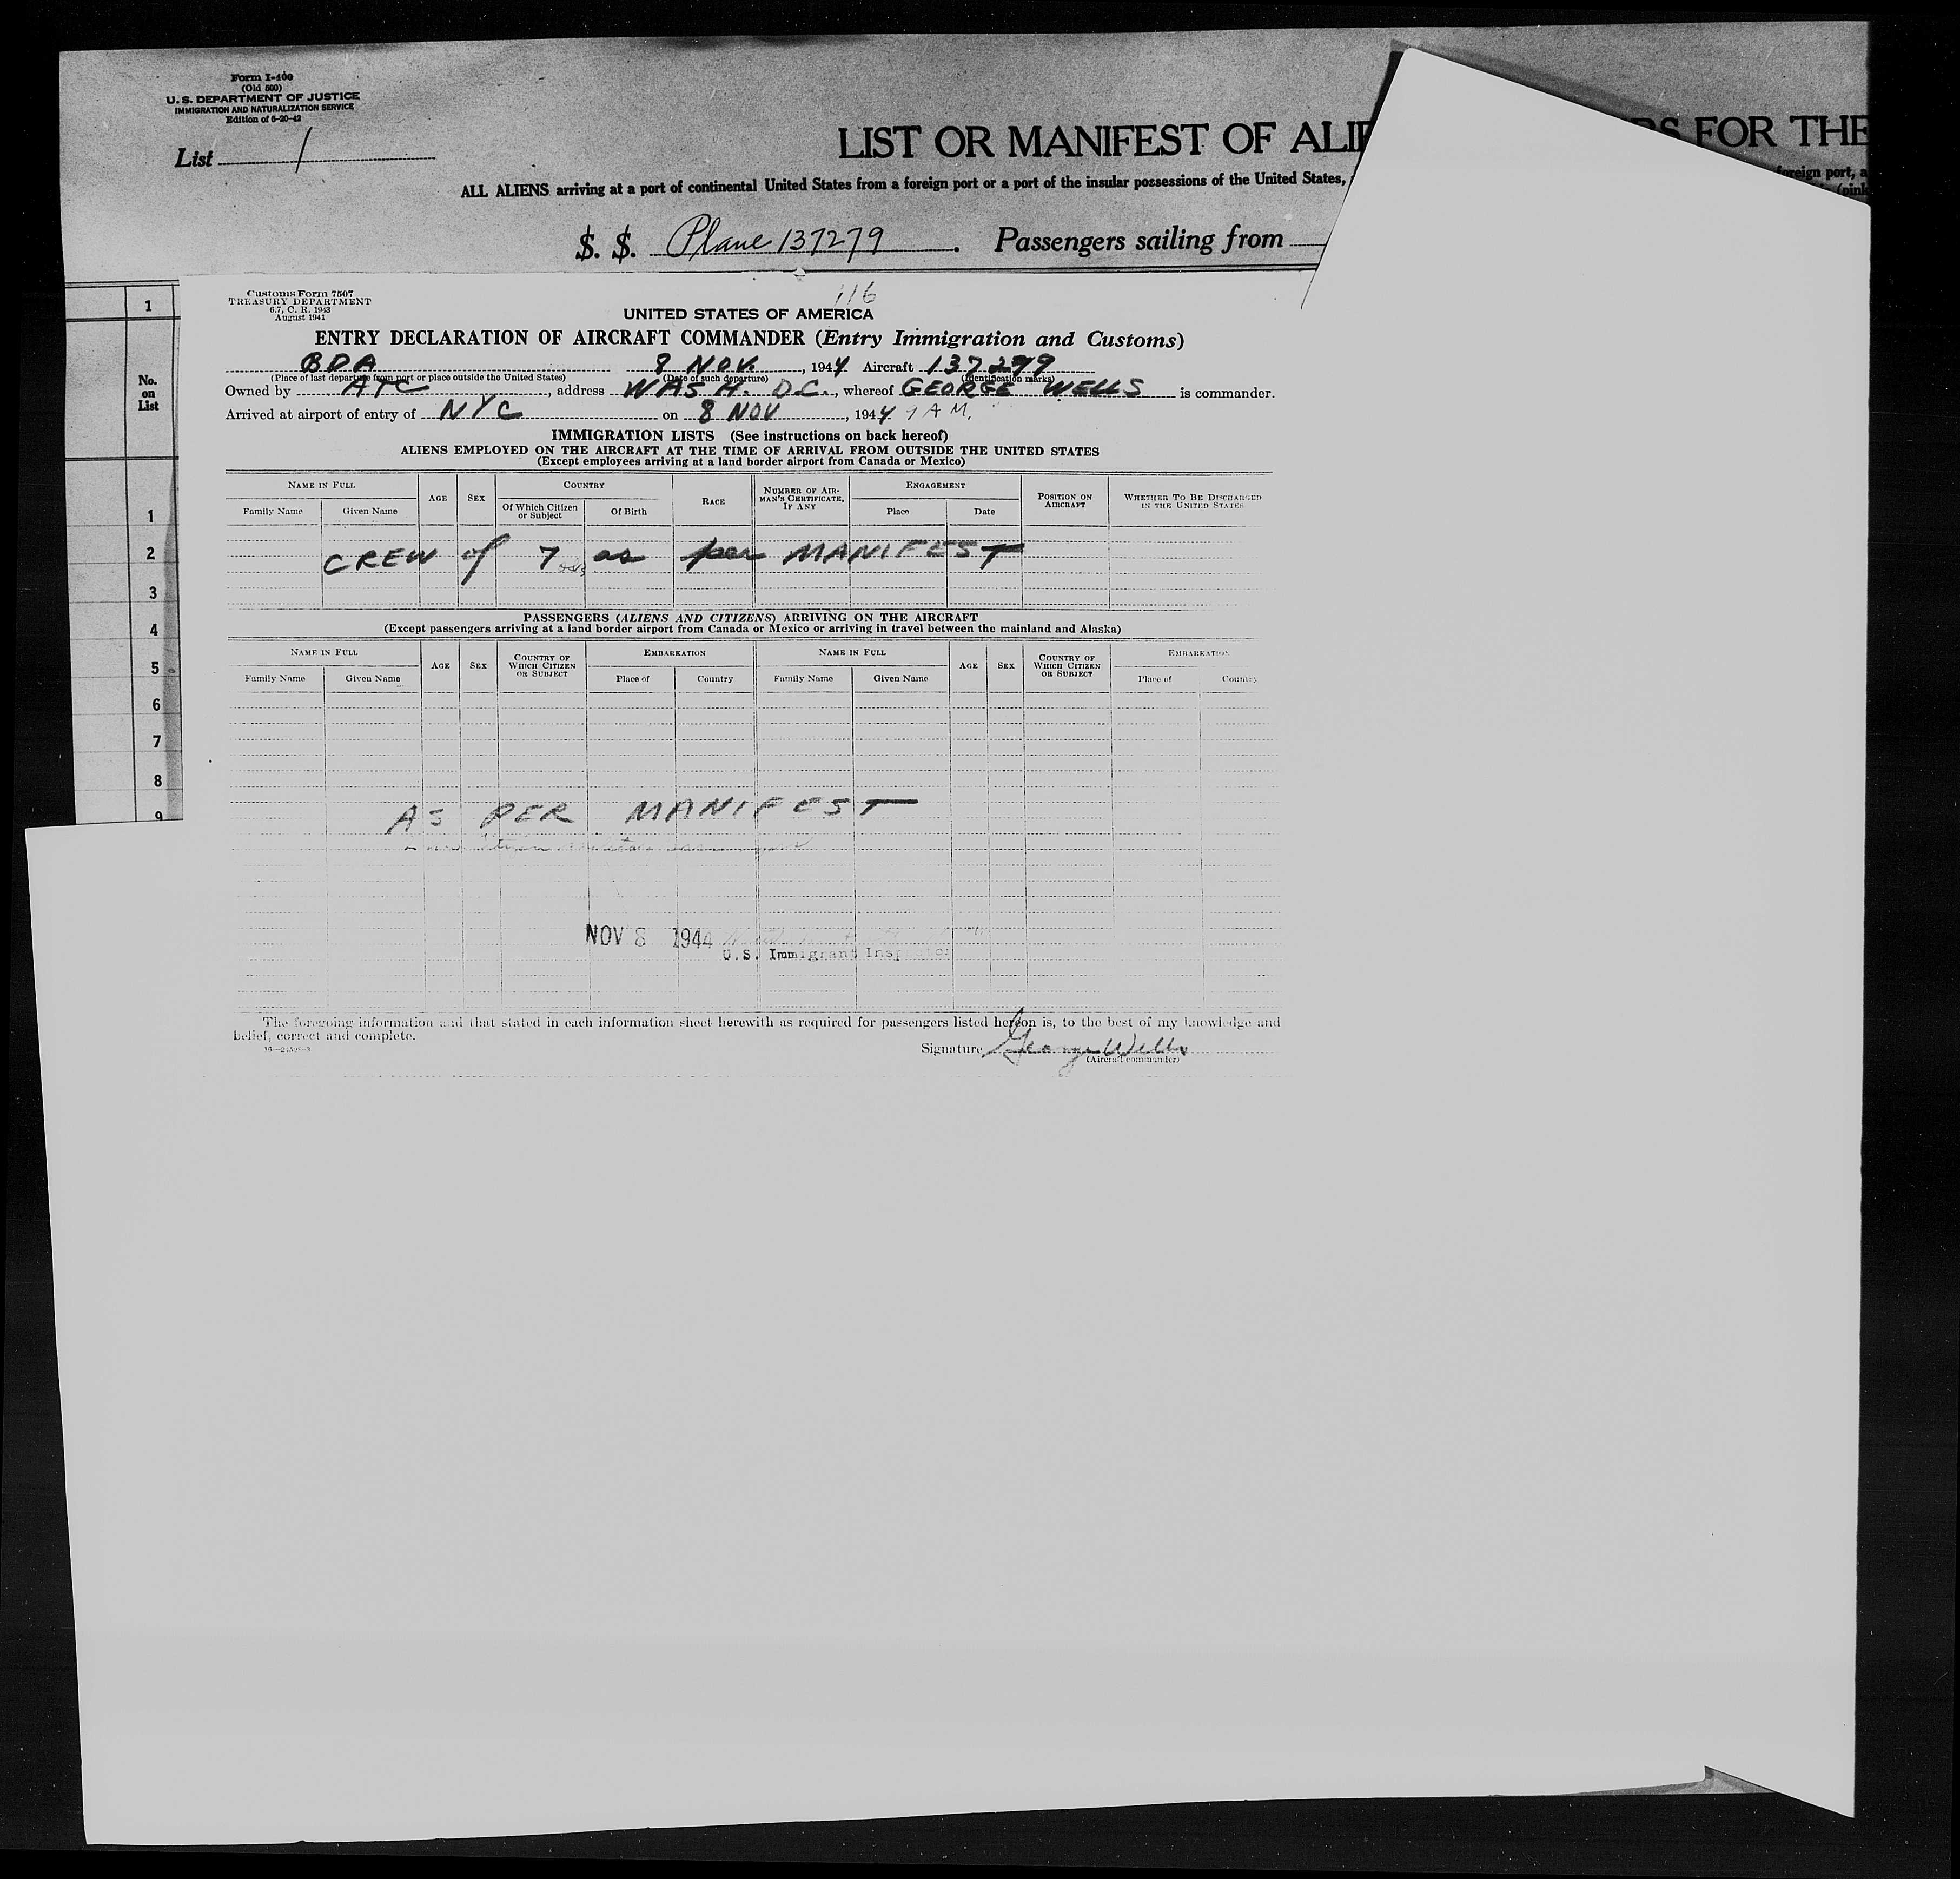 Form I-400
(Old 500)
U. S. DEPARTMENT OF JUSTICE
IMMIGRATION AND NATURALIZATION SERVICE
Edition of 6-20-42
List 1
LIST OR MANIFEST OF ALIE RS FOR THE
ALL ALIENS arriving at a port of continental United States from a foreign port or a port of the insular possessions of the United States, foreign port, a
(pink
S. S. Plane 137279 . Passengers sailing from
1
No.
on
List
1
2
3
4
5
6
7
8
9
116
Customs Form 7507
TREASURY DEPARTMENT
6.7, C. R. 1943
August 1941
UNITED STATES OF AMERICA
ENTRY DECLARATION OF AIRCRAFT COMMANDER (Entry Immigration and Customs)
BDA 8 NOV. , 1944 Aircraft 137279
(Place of last departure from port or place outside the United States) (Date of such departure) (Identification marks)
Owned by ATC , address WASH. D.C. , whereof GEORGE WELLS is commander.
Arrived at airport of entry of NYC on 8 NOV , 1944 7 A M.
IMMIGRATION LISTS (See instructions on back hereof)
ALIENS EMPLOYED ON THE AIRCRAFT AT THE TIME OF ARRIVAL FROM OUTSIDE THE UNITED STATES
(Except employees arriving at a land border airport from Canada or Mexico)
NAME IN FULL AGE SEX COUNTRY RACE NUMBER OF AIRMAN'S CERTIFICATE, IF ANY ENGAGEMENT POSITION ON AIRCRAFT WHETHER TO BE DISCHARGED IN THE UNITED STATES
Family Name Given Name Of Which Citizen or Subject Of Birth Place Date
CREW of 7 as per MANIFEST
PASSENGERS (ALIENS AND CITIZENS) ARRIVING ON THE AIRCRAFT
(Except passengers arriving at a land border airport from Canada or Mexico or arriving in travel between the mainland and Alaska)
NAME IN FULL AGE SEX COUNTRY OF WHICH CITIZEN OR SUBJECT EMBARKATION NAME IN FULL AGE SEX COUNTRY OF WHICH CITIZEN OR SUBJECT EMBARKATION
Family Name Given Name Place of Country Family Name Given Name Place of Country
AS PER MANIFEST
NOV 8 1944
U.S. Immigrant Inspector
The foregoing information and that stated in each information sheet herewith as required for passengers listed hereon is, to the best of my knowledge and
belief, correct and complete.
Signature George Wells
(Aircraft commander)